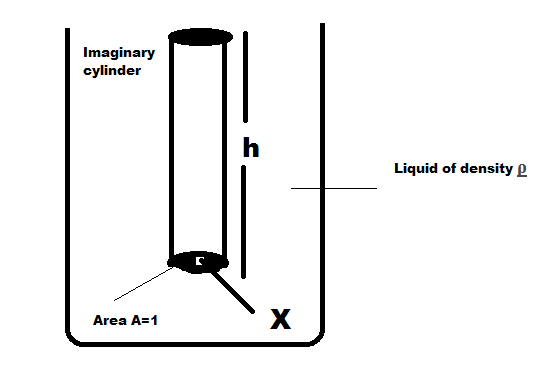 Imaginary
cylinder
h
Liquid of density ρ
Area A=1
X